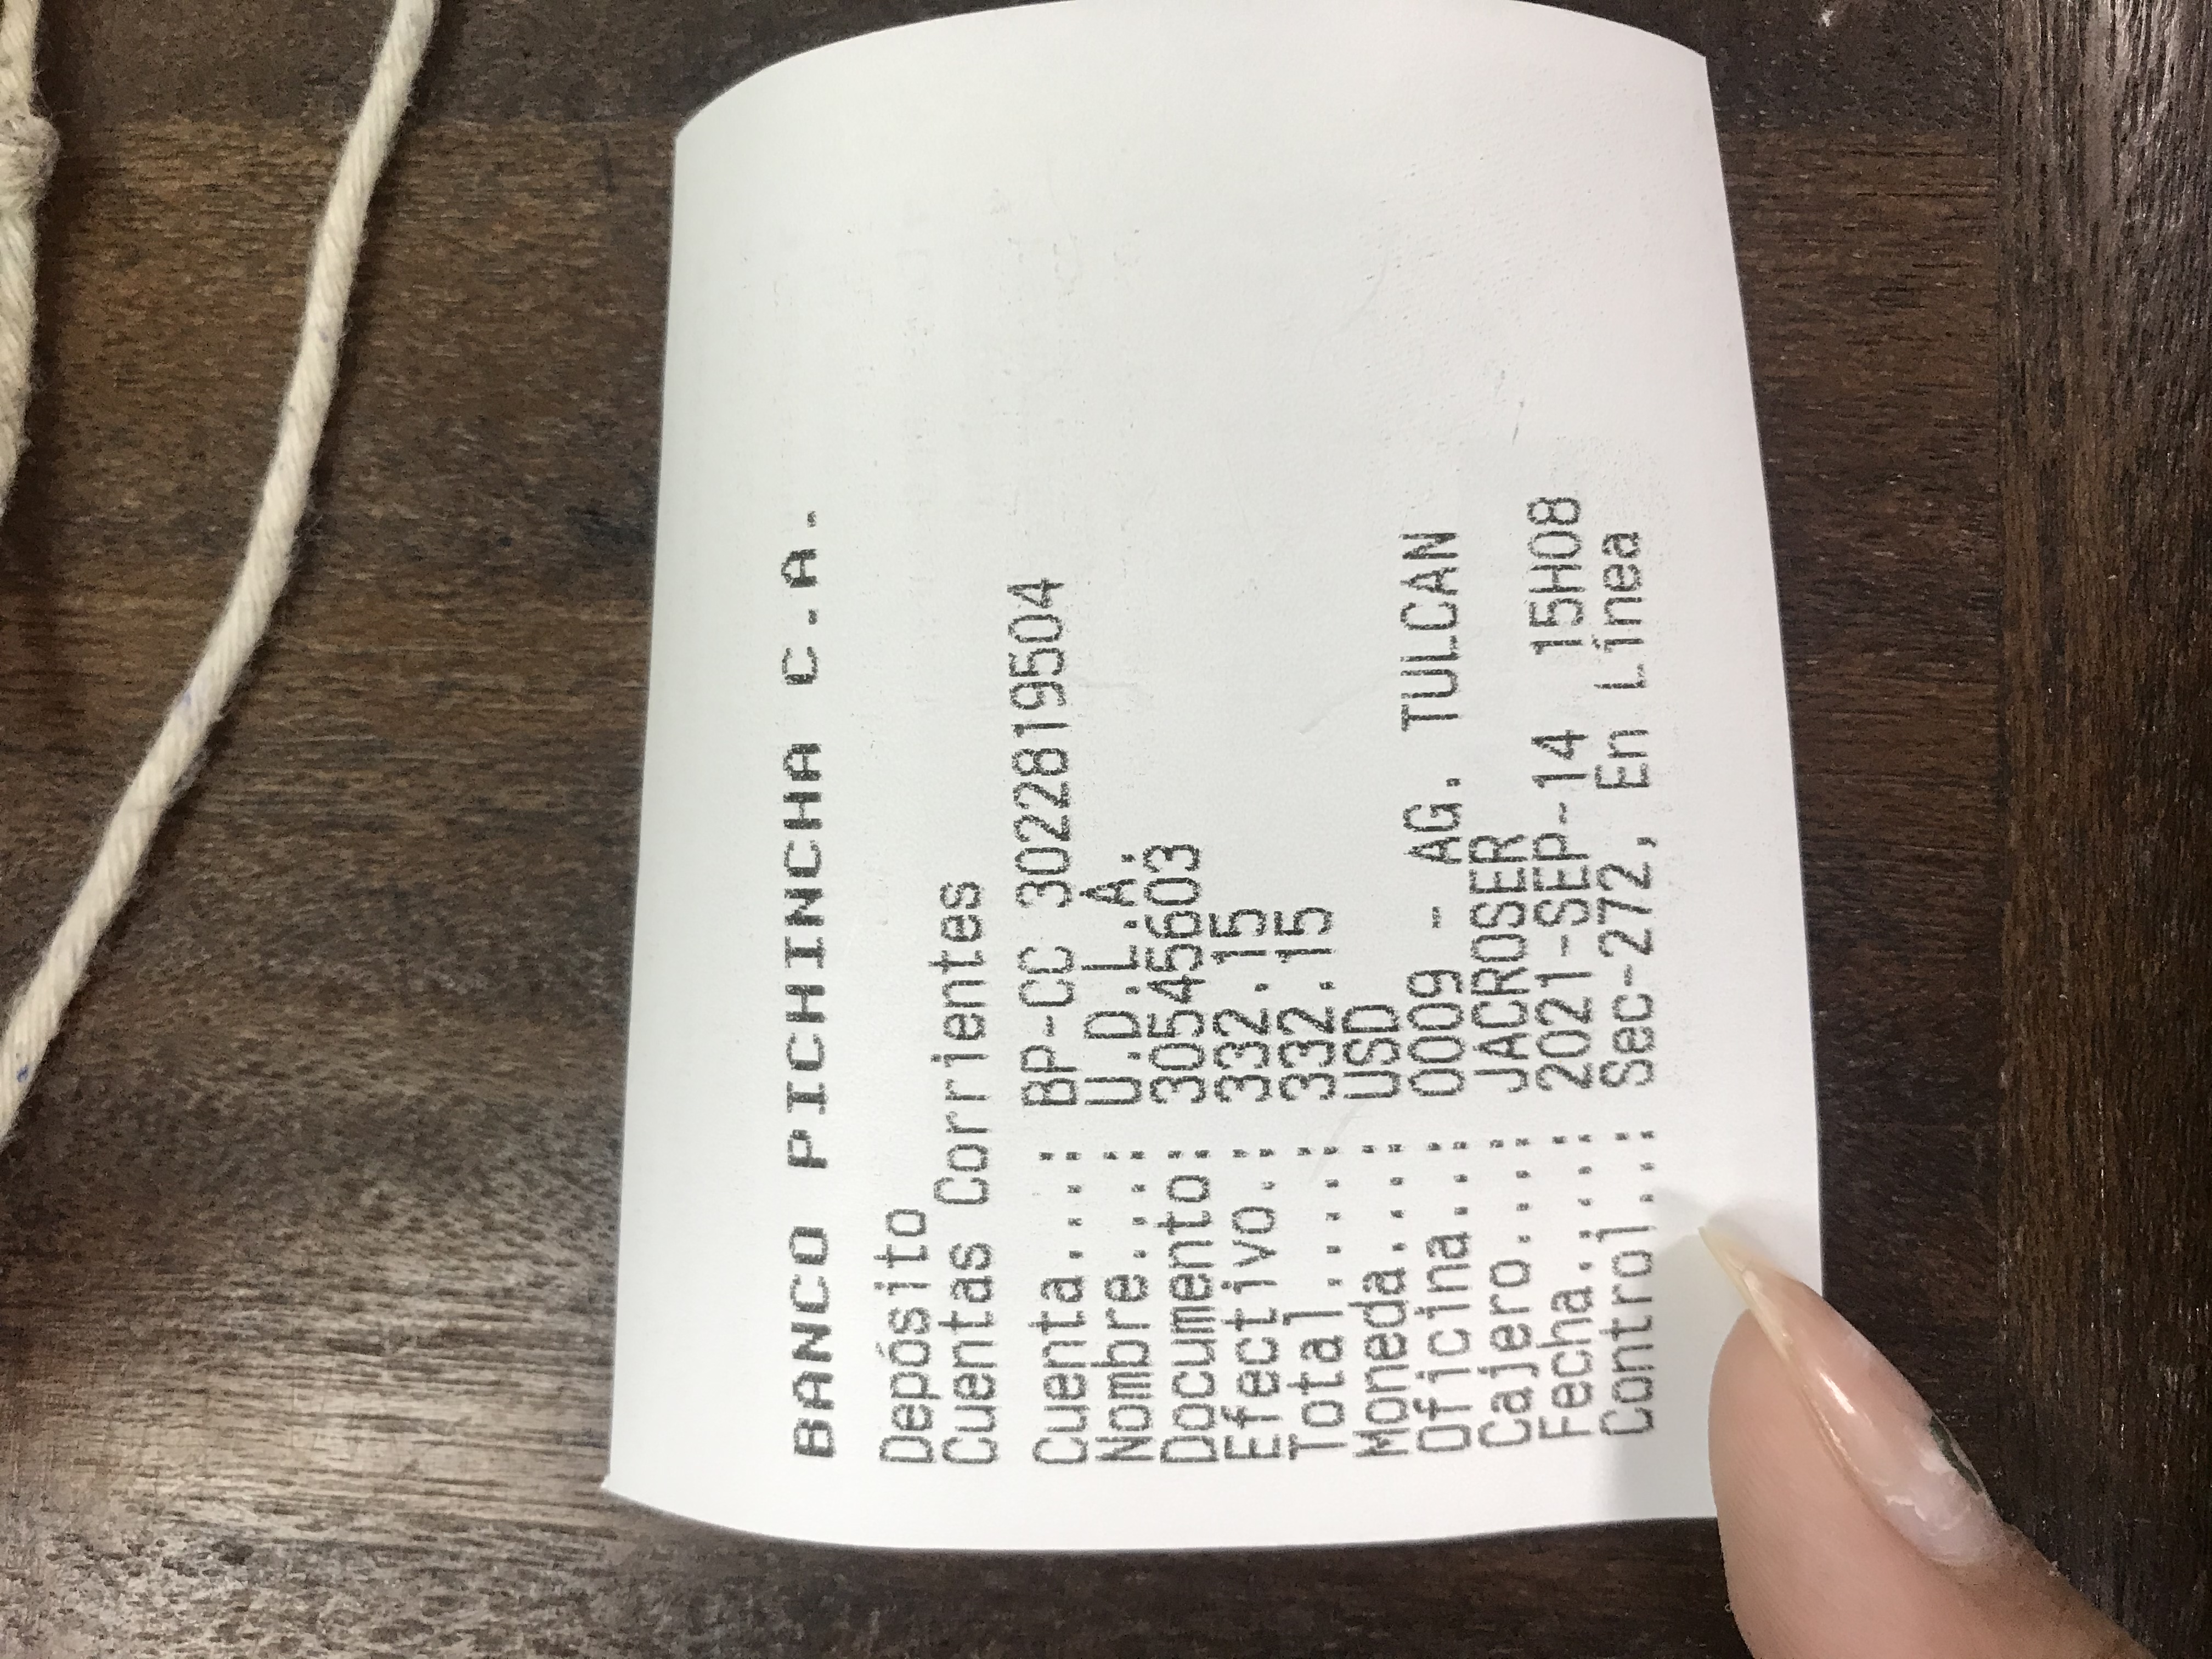 BANCO PICHINCHA C.A.
Depósito
Cuentas Corrientes
Cuenta....: BP-CC 3022819504
Nombre....: U.D.L.A.
Documento: 305456603
Efectivo.: 332.15
Total.....: 332.15
Moneda....: USD
Oficina...: 0009 - AG. TULCAN
Cajero....: JACROSER
Fecha.....: 2021-SEP-14 15H08
Control...: Sec-272, En Línea